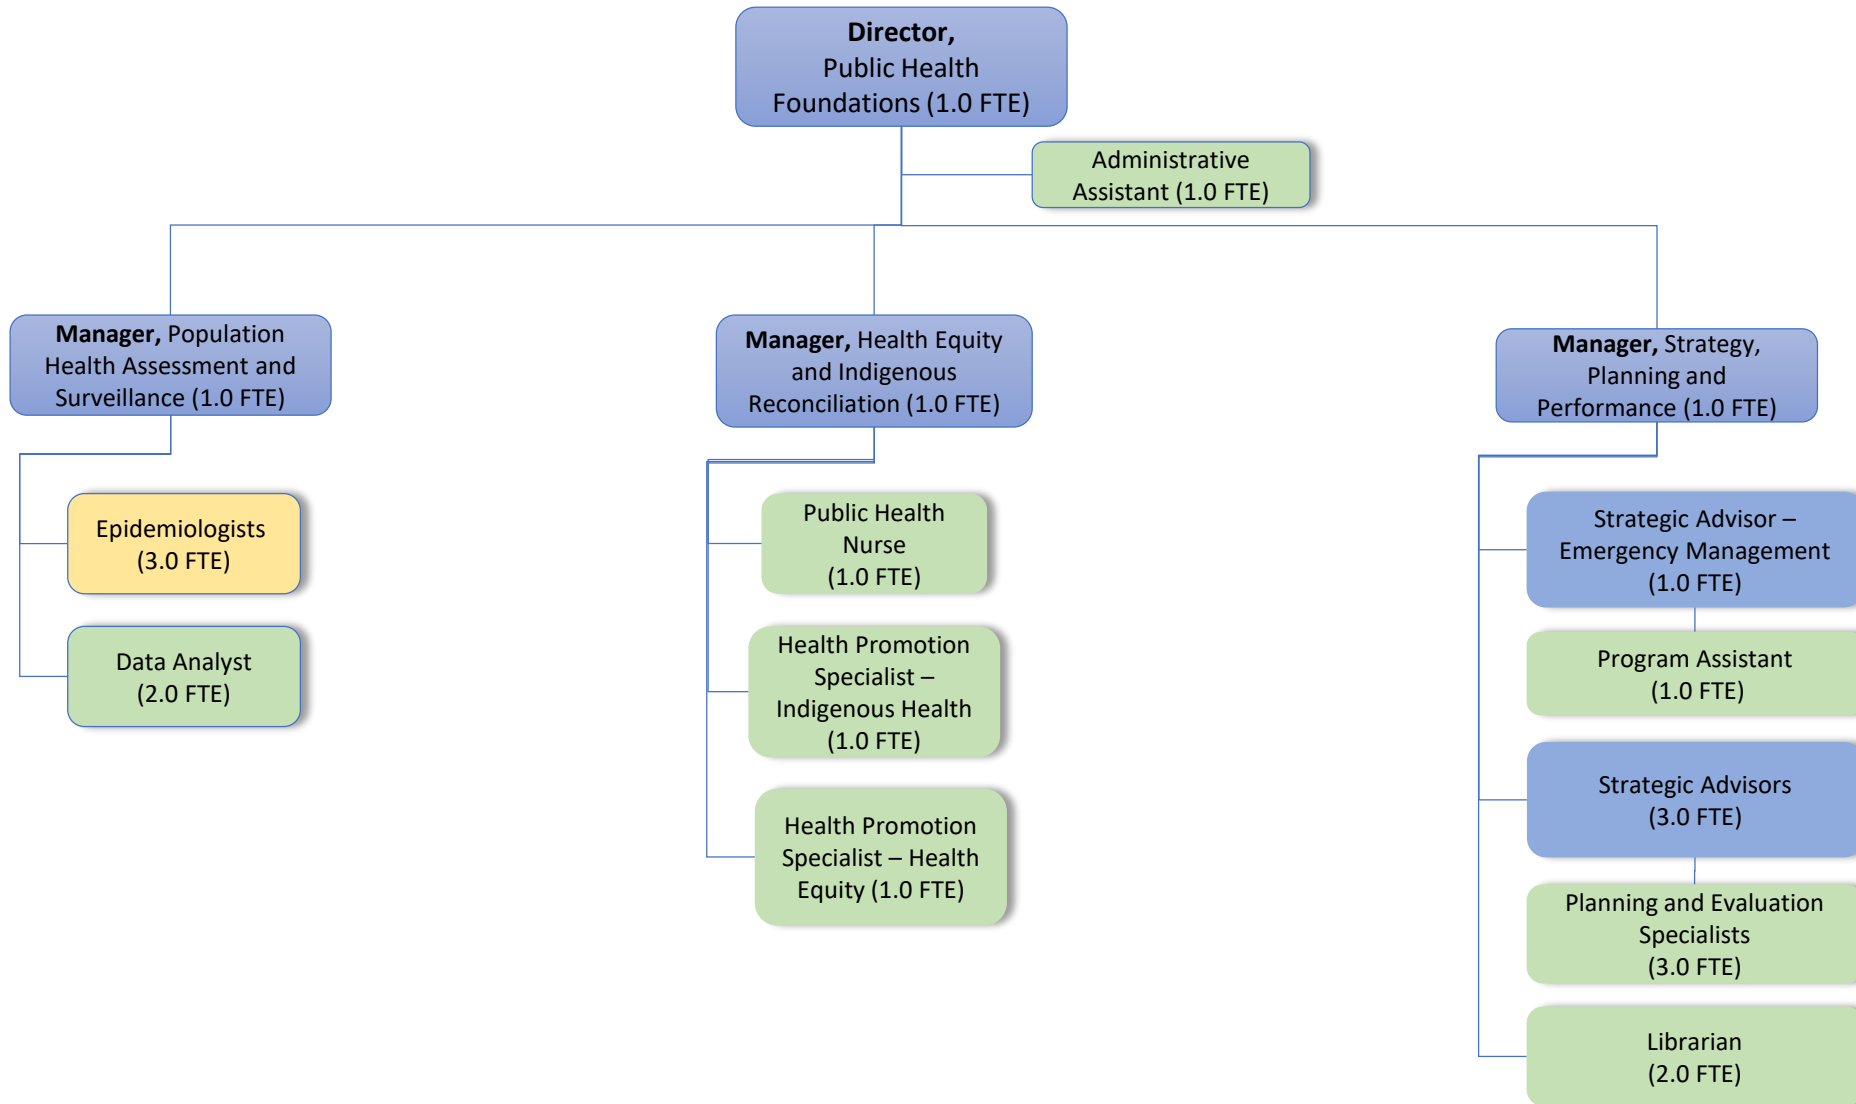 Director,
Public Health
Foundations (1.0 FTE)
Administrative
Assistant (1.0 FTE)
Manager, Population
Health Assessment and
Surveillance (1.0 FTE)
Epidemiologists
(3.0 FTE)
Data Analyst
(2.0 FTE)
Manager, Health Equity
and Indigenous
Reconciliation (1.0 FTE)
Public Health
Nurse
(1.0 FTE)
Health Promotion
Specialist –
Indigenous Health
(1.0 FTE)
Health Promotion
Specialist – Health
Equity (1.0 FTE)
Manager, Strategy,
Planning and
Performance (1.0 FTE)
Strategic Advisor –
Emergency Management
(1.0 FTE)
Program Assistant
(1.0 FTE)
Strategic Advisors
(3.0 FTE)
Planning and Evaluation
Specialists
(3.0 FTE)
Librarian
(2.0 FTE)